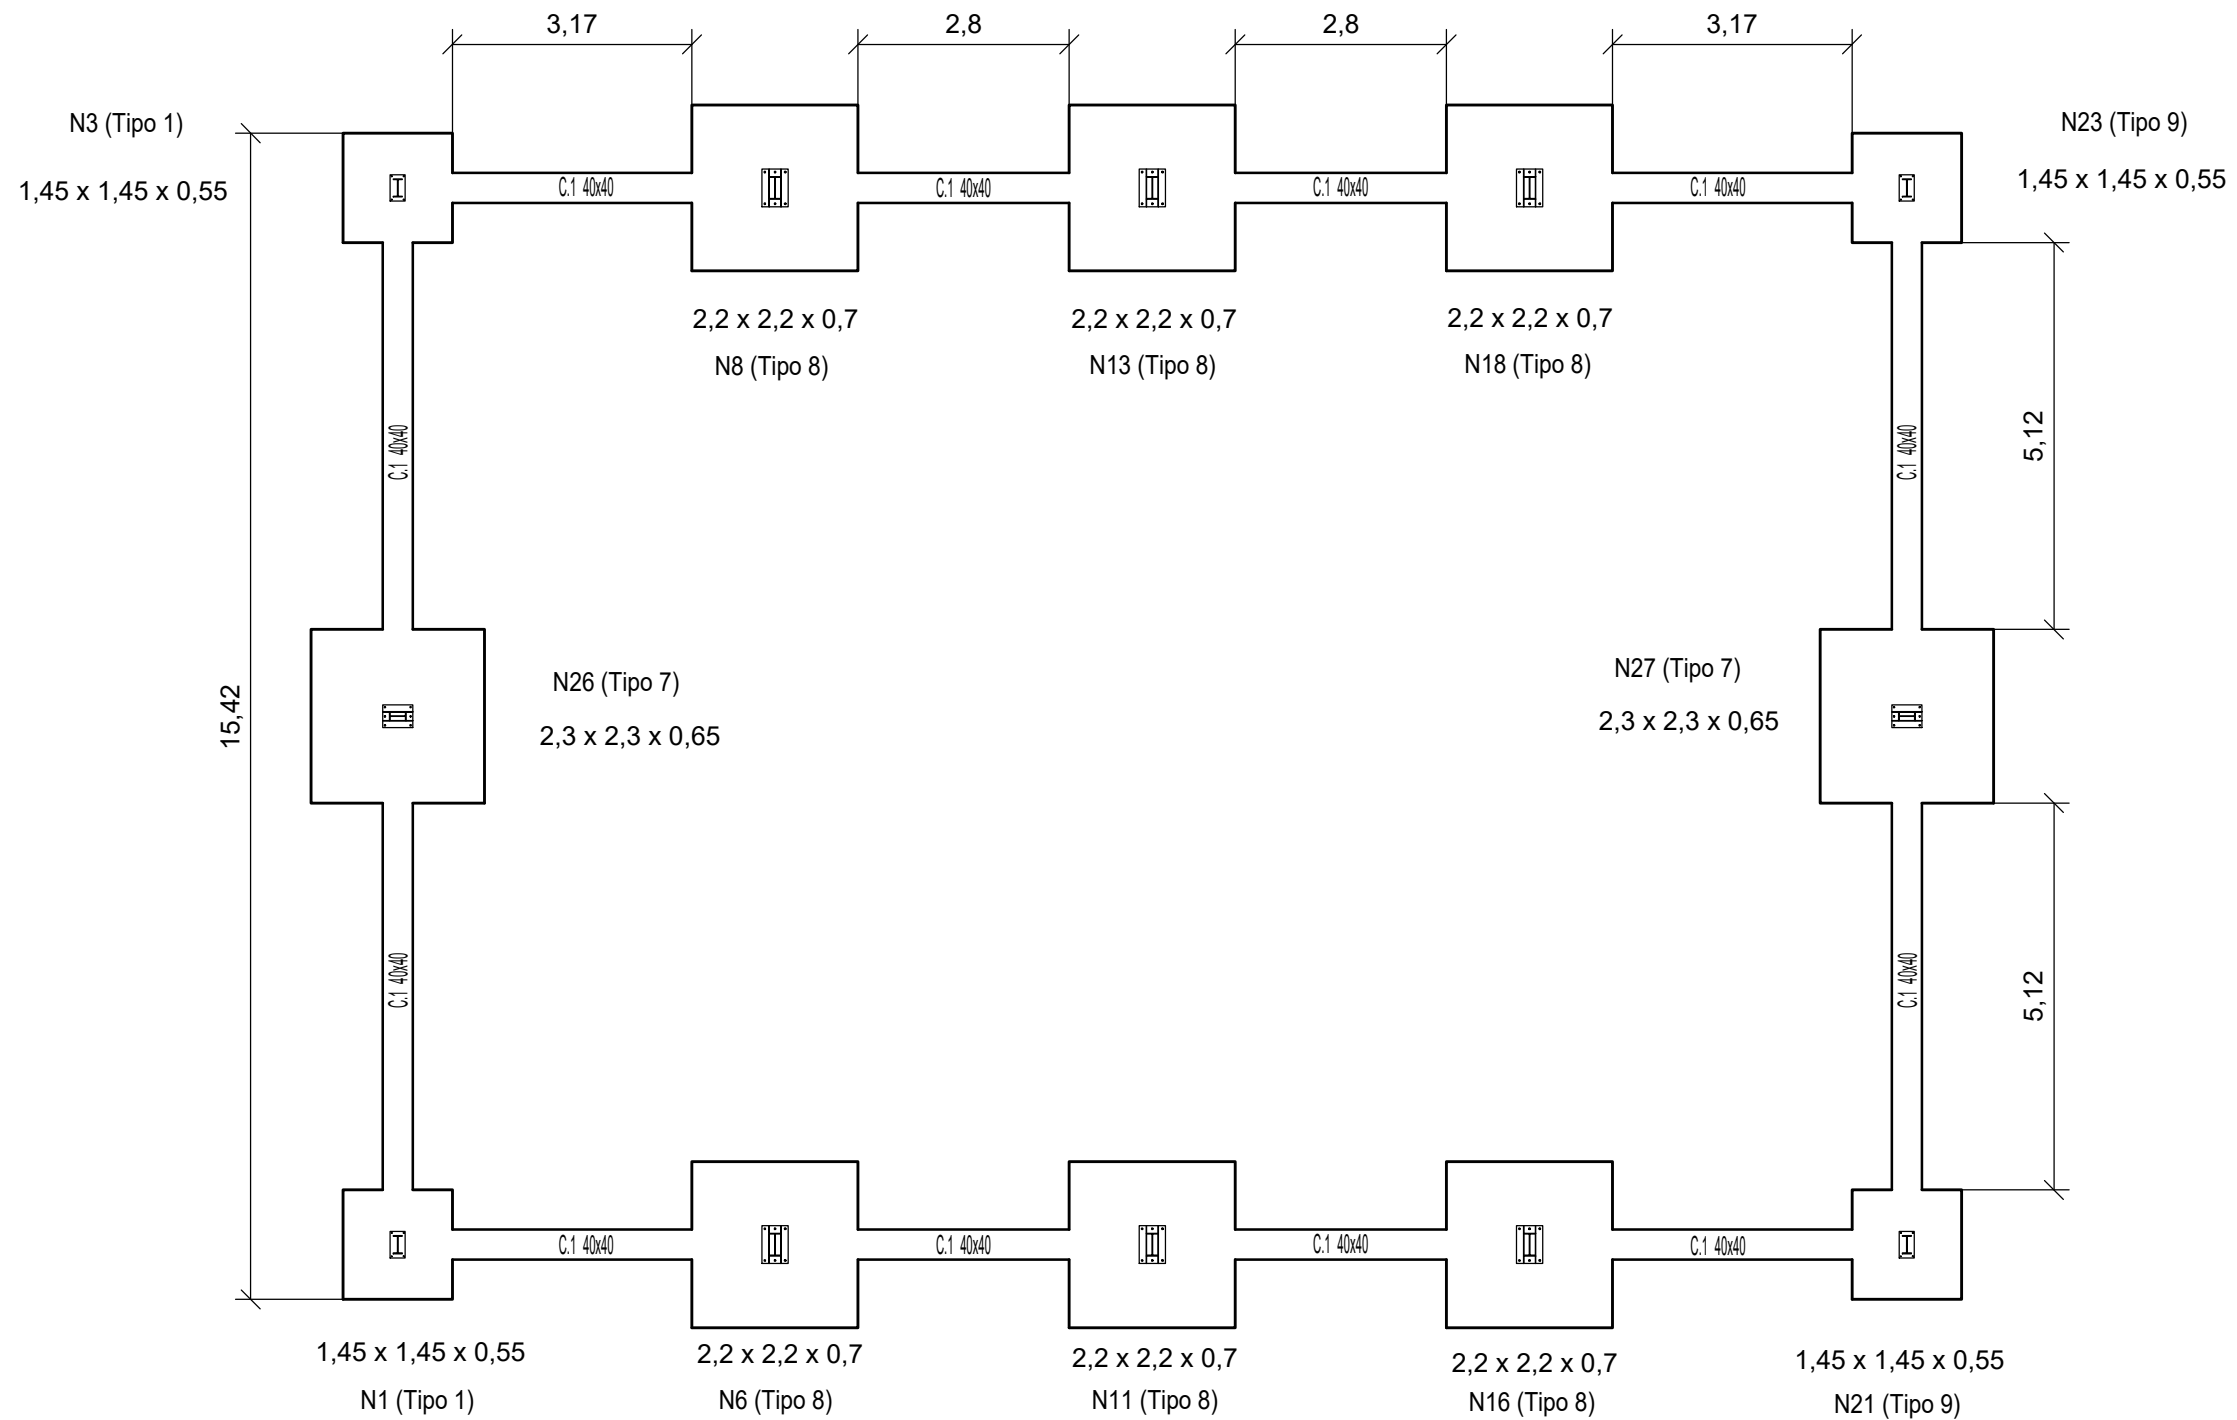 3,17
2,8
2,8
3,17
N3 (Tipo 1)
1,45 x 1,45 x 0,55
N23 (Tipo 9)
1,45 x 1,45 x 0,55
C.1 40x40
C.1 40x40
C.1 40x40
C.1 40x40
2,2 x 2,2 x 0,7
N8 (Tipo 8)
2,2 x 2,2 x 0,7
N13 (Tipo 8)
2,2 x 2,2 x 0,7
N18 (Tipo 8)
C.1 40x40
C.1 40x40
5,12
15,42
N26 (Tipo 7)
2,3 x 2,3 x 0,65
N27 (Tipo 7)
2,3 x 2,3 x 0,65
C.1 40x40
C.1 40x40
5,12
C.1 40x40
C.1 40x40
C.1 40x40
C.1 40x40
1,45 x 1,45 x 0,55
N1 (Tipo 1)
2,2 x 2,2 x 0,7
N6 (Tipo 8)
2,2 x 2,2 x 0,7
N11 (Tipo 8)
2,2 x 2,2 x 0,7
N16 (Tipo 8)
1,45 x 1,45 x 0,55
N21 (Tipo 9)